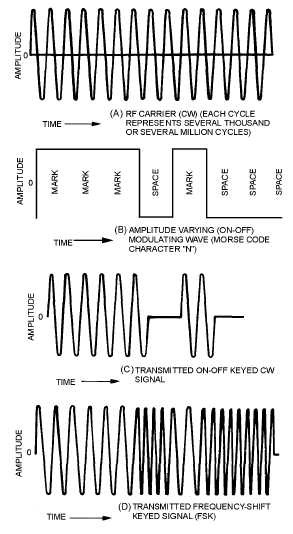 AMPLITUDE
0
TIME
(A) RF CARRIER (CW) (EACH CYCLE
REPRESENTS SEVERAL THOUSAND
OR SEVERAL MILLION CYCLES)
AMPLITUDE
0
MARK
MARK
MARK
SPACE
MARK
SPACE
SPACE
SPACE
TIME
(B) AMPLITUDE VARYING (ON-OFF)
MODULATING WAVE (MORSE CODE
CHARACTER "N")
AMPLITUDE
0
(C) TRANSMITTED ON-OFF KEYED CW
SIGNAL
TIME
AMPLITUDE
0
(D) TRANSMITTED FREQUENCY-SHIFT
KEYED SIGNAL (FSK)
TIME